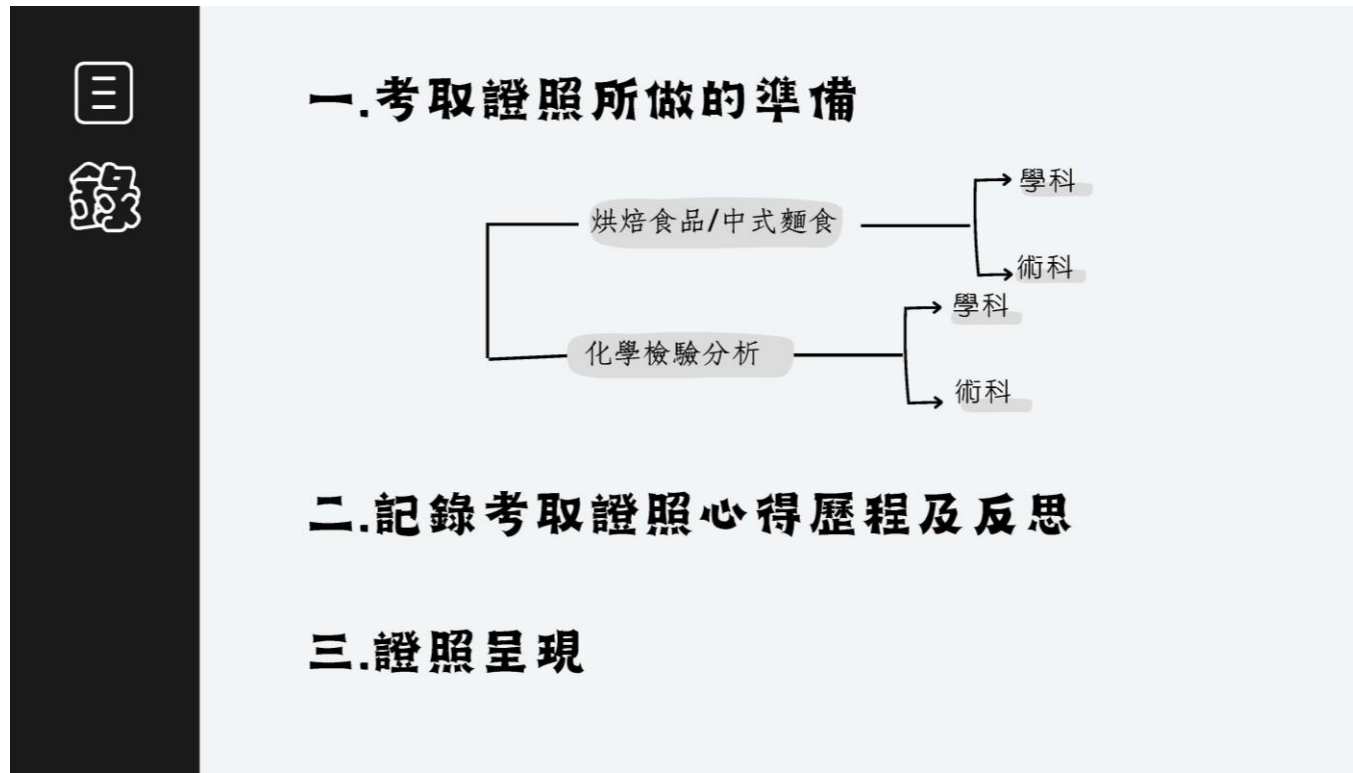 目
錄
一.考取證照所做的準備
學科
烘焙食品/中式麵食
術科
學科
化學檢驗分析
術科
二.記錄考取證照心得歷程及反思
三.證照呈現